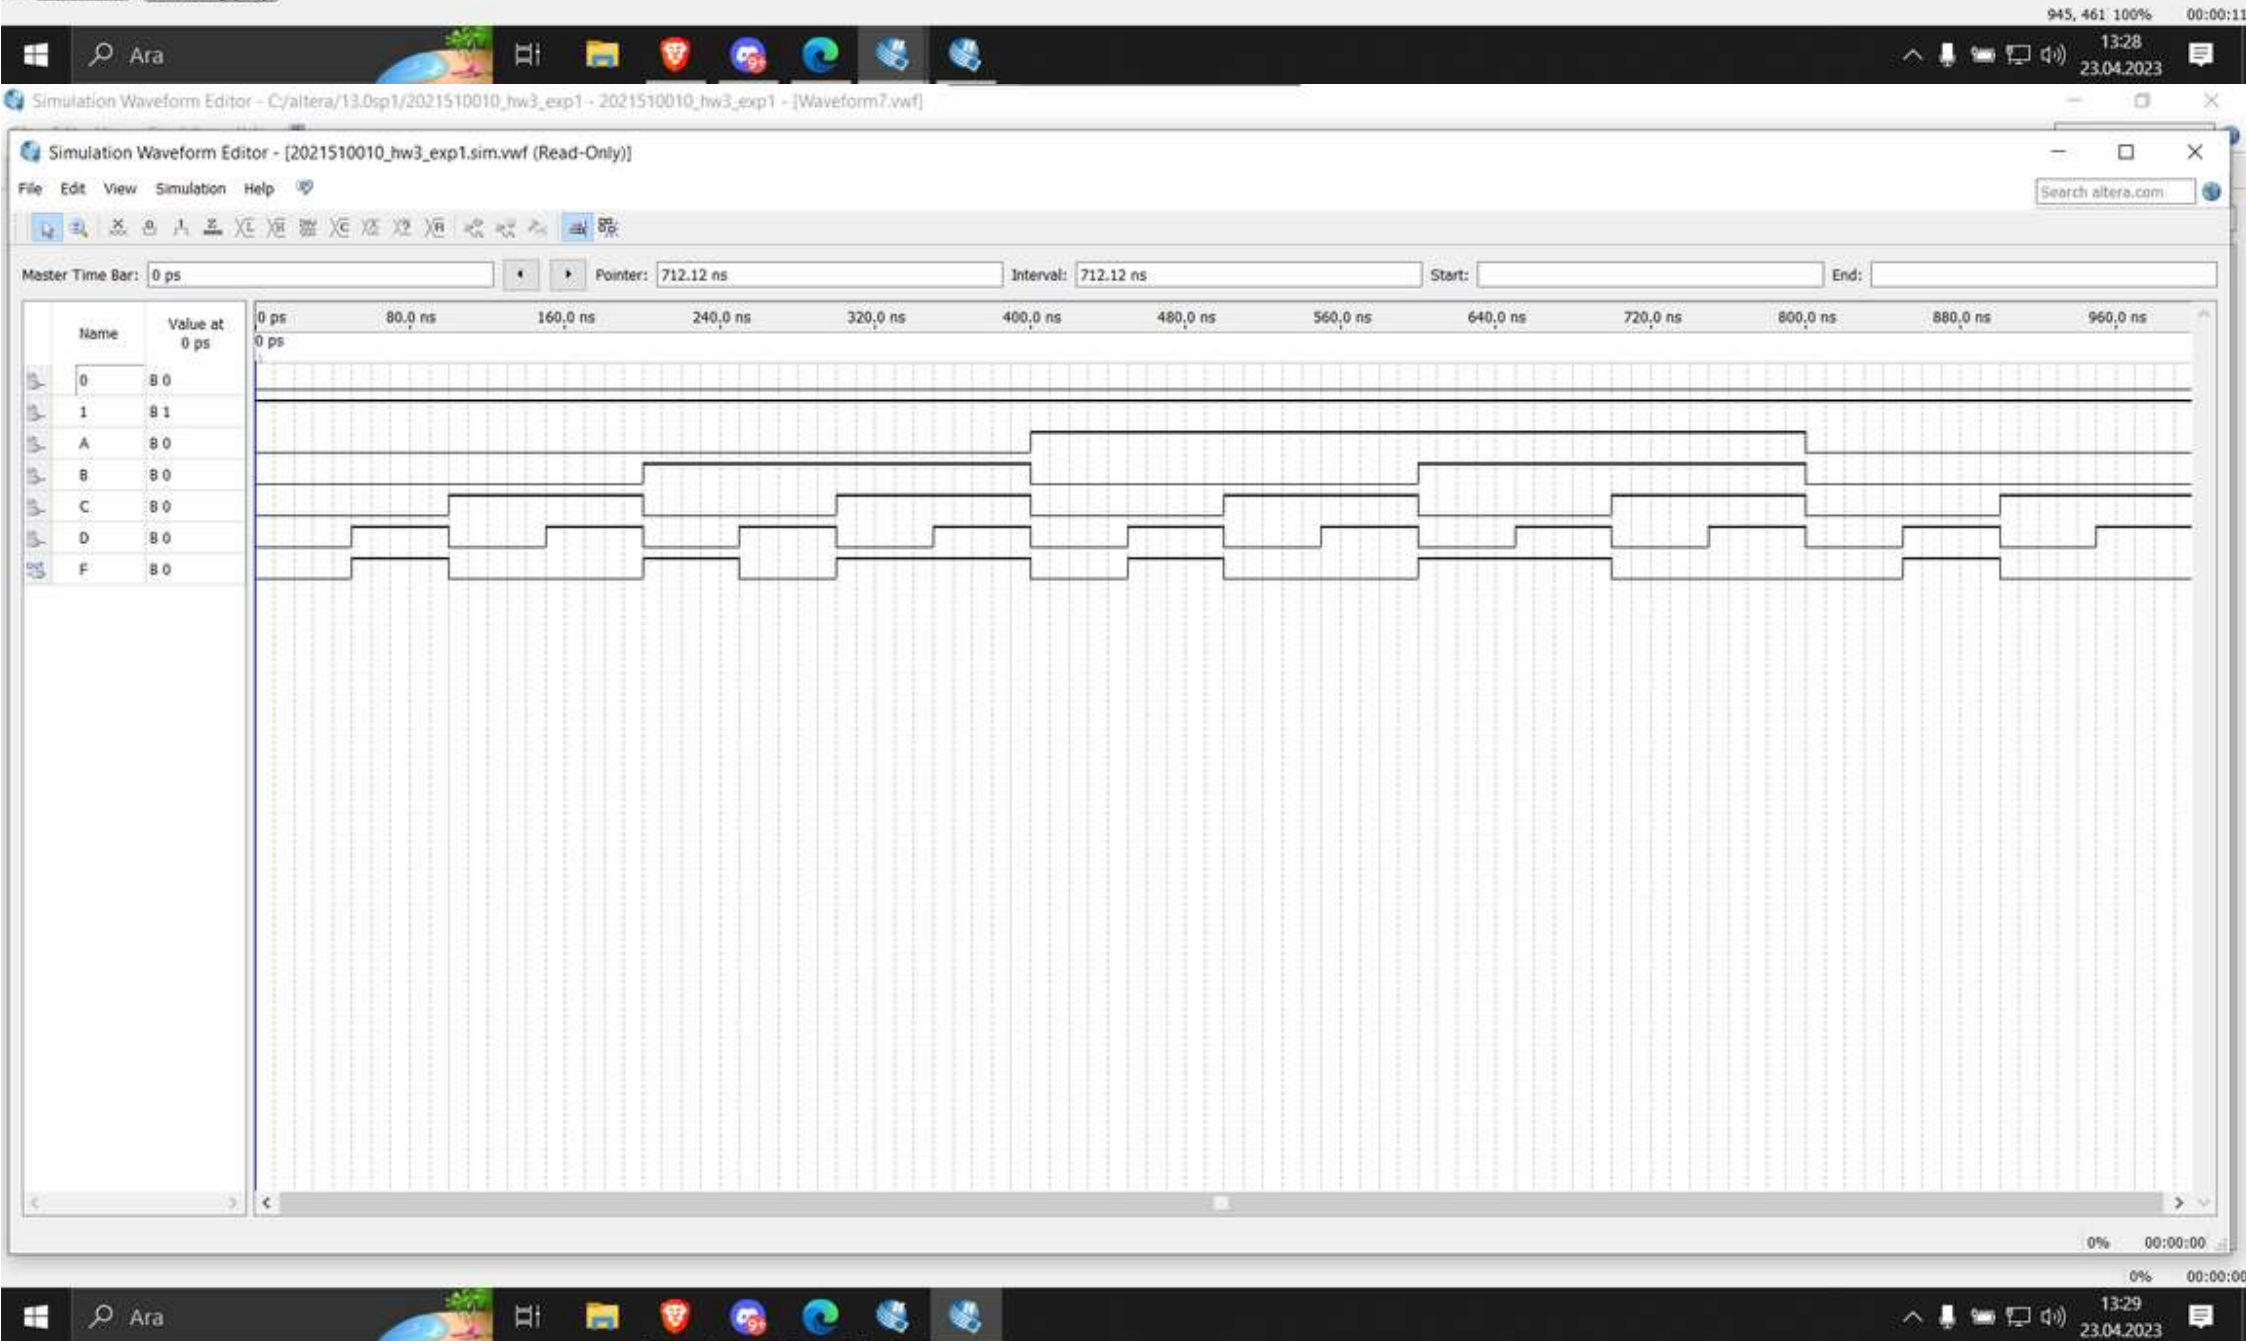 945, 461 100% 00:00:11
Ara
9+
13:28
23.04.2023
Simulation Waveform Editor - C:/altera/13.0sp1/2021510010_hw3_exp1 - 2021510010_hw3_exp1 - [Waveform7.vwf]
Simulation Waveform Editor - [2021510010_hw3_exp1.sim.vwf (Read-Only)]
File Edit View Simulation Help
Search altera.com
Master Time Bar: 0 ps Pointer: 712.12 ns Interval: 712.12 ns Start: End:
Name Value at 0 ps
0 ps 80.0 ns 160.0 ns 240.0 ns 320.0 ns 400.0 ns 480.0 ns 560.0 ns 640.0 ns 720.0 ns 800.0 ns 880.0 ns 960.0 ns
0 ps
0 B 0
1 B 1
A B 0
B B 0
C B 0
D B 0
F B 0
0% 00:00:00
0% 00:00:00
Ara
9+
13:29
23.04.2023